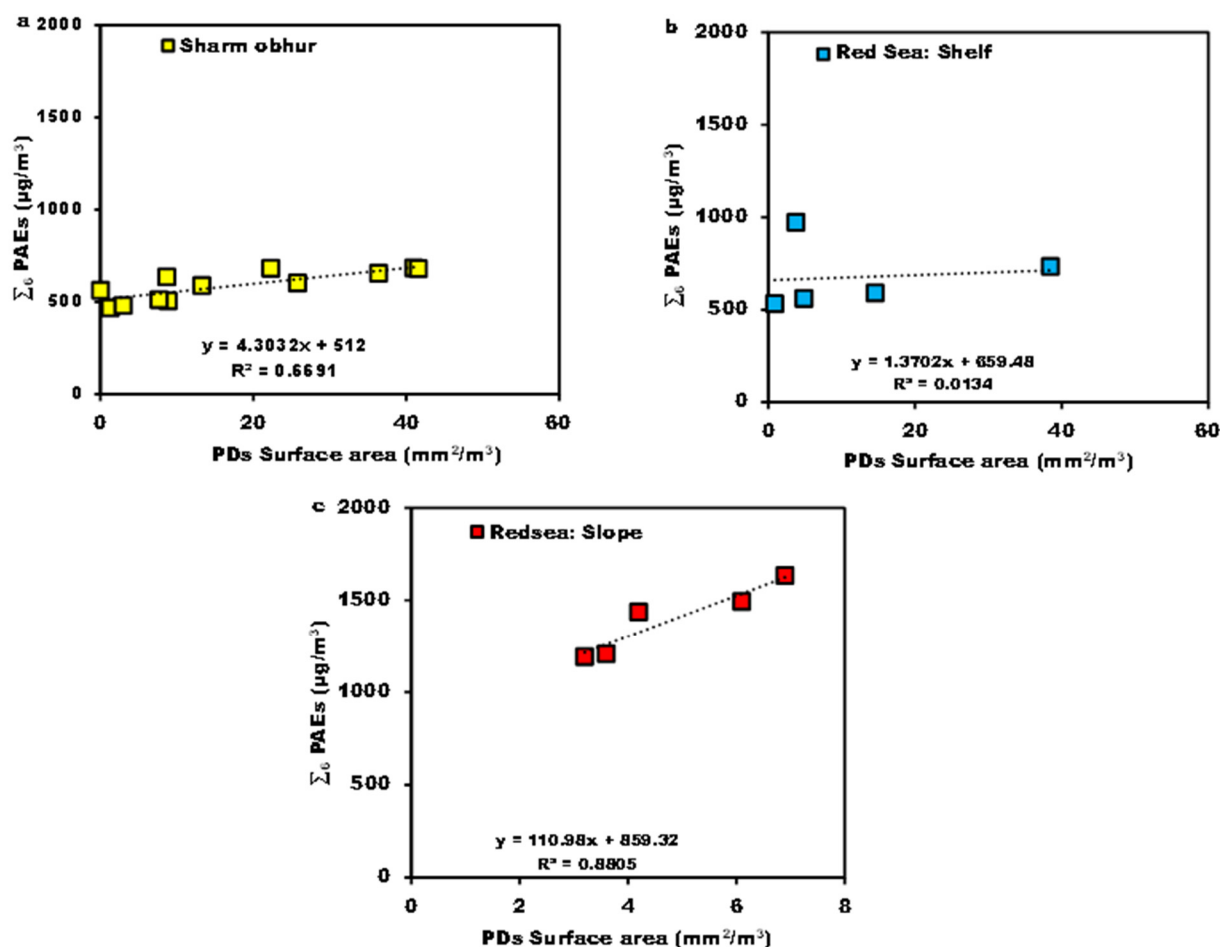 a
2000
Sharm obhur
1500
1000
500
0
∑₆ PAEs (µg/m³)
y = 4.3032x + 512
R² = 0.6691
0 20 40 60
PDs Surface area (mm²/m³)
b
2000
Red Sea: Shelf
1500
1000
500
0
∑₆ PAEs (µg/m³)
y = 1.3702x + 659.48
R² = 0.0134
0 20 40 60
PDs Surface area (mm²/m³)
c
2000
Redsea: Slope
1500
1000
500
0
∑₆ PAEs (µg/m³)
y = 110.98x + 859.32
R² = 0.8805
0 2 4 6 8
PDs Surface area (mm²/m³)